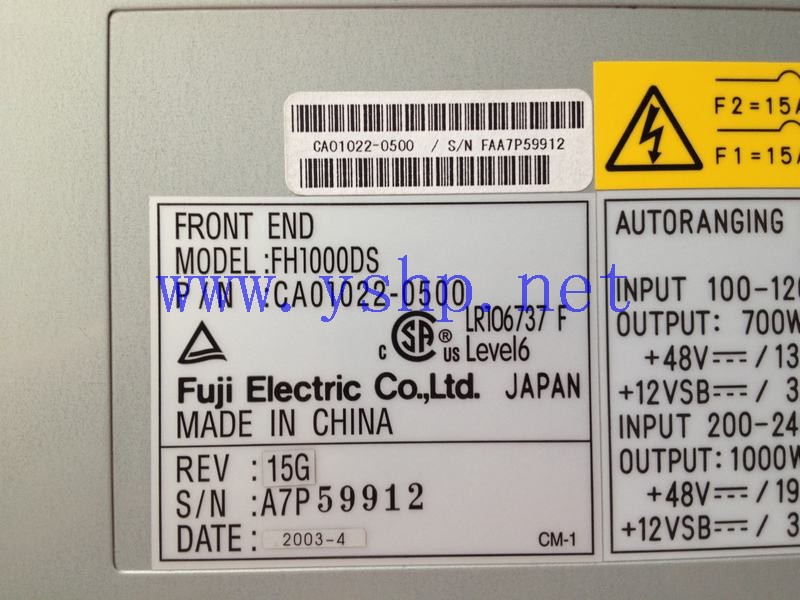 CA01022-0500 / S/N FAA7P59912
F2=15A
F1=15A
FRONT END
MODEL:FH1000DS
P/N :CA01022-0500
LR106737 F
c SA ® us Level6
Fuji Electric Co.,Ltd. JAPAN
MADE IN CHINA
REV : 15G
S/N :A7P59912
DATE : 2003-4
CM-1
AUTORANGING
INPUT 100-12
OUTPUT: 700W
+48V⎓/13
+12VSB⎓/ 3
INPUT 200-24
OUTPUT:1000W
+48V⎓/19
+12VSB⎓/ 3
www.yshp.net